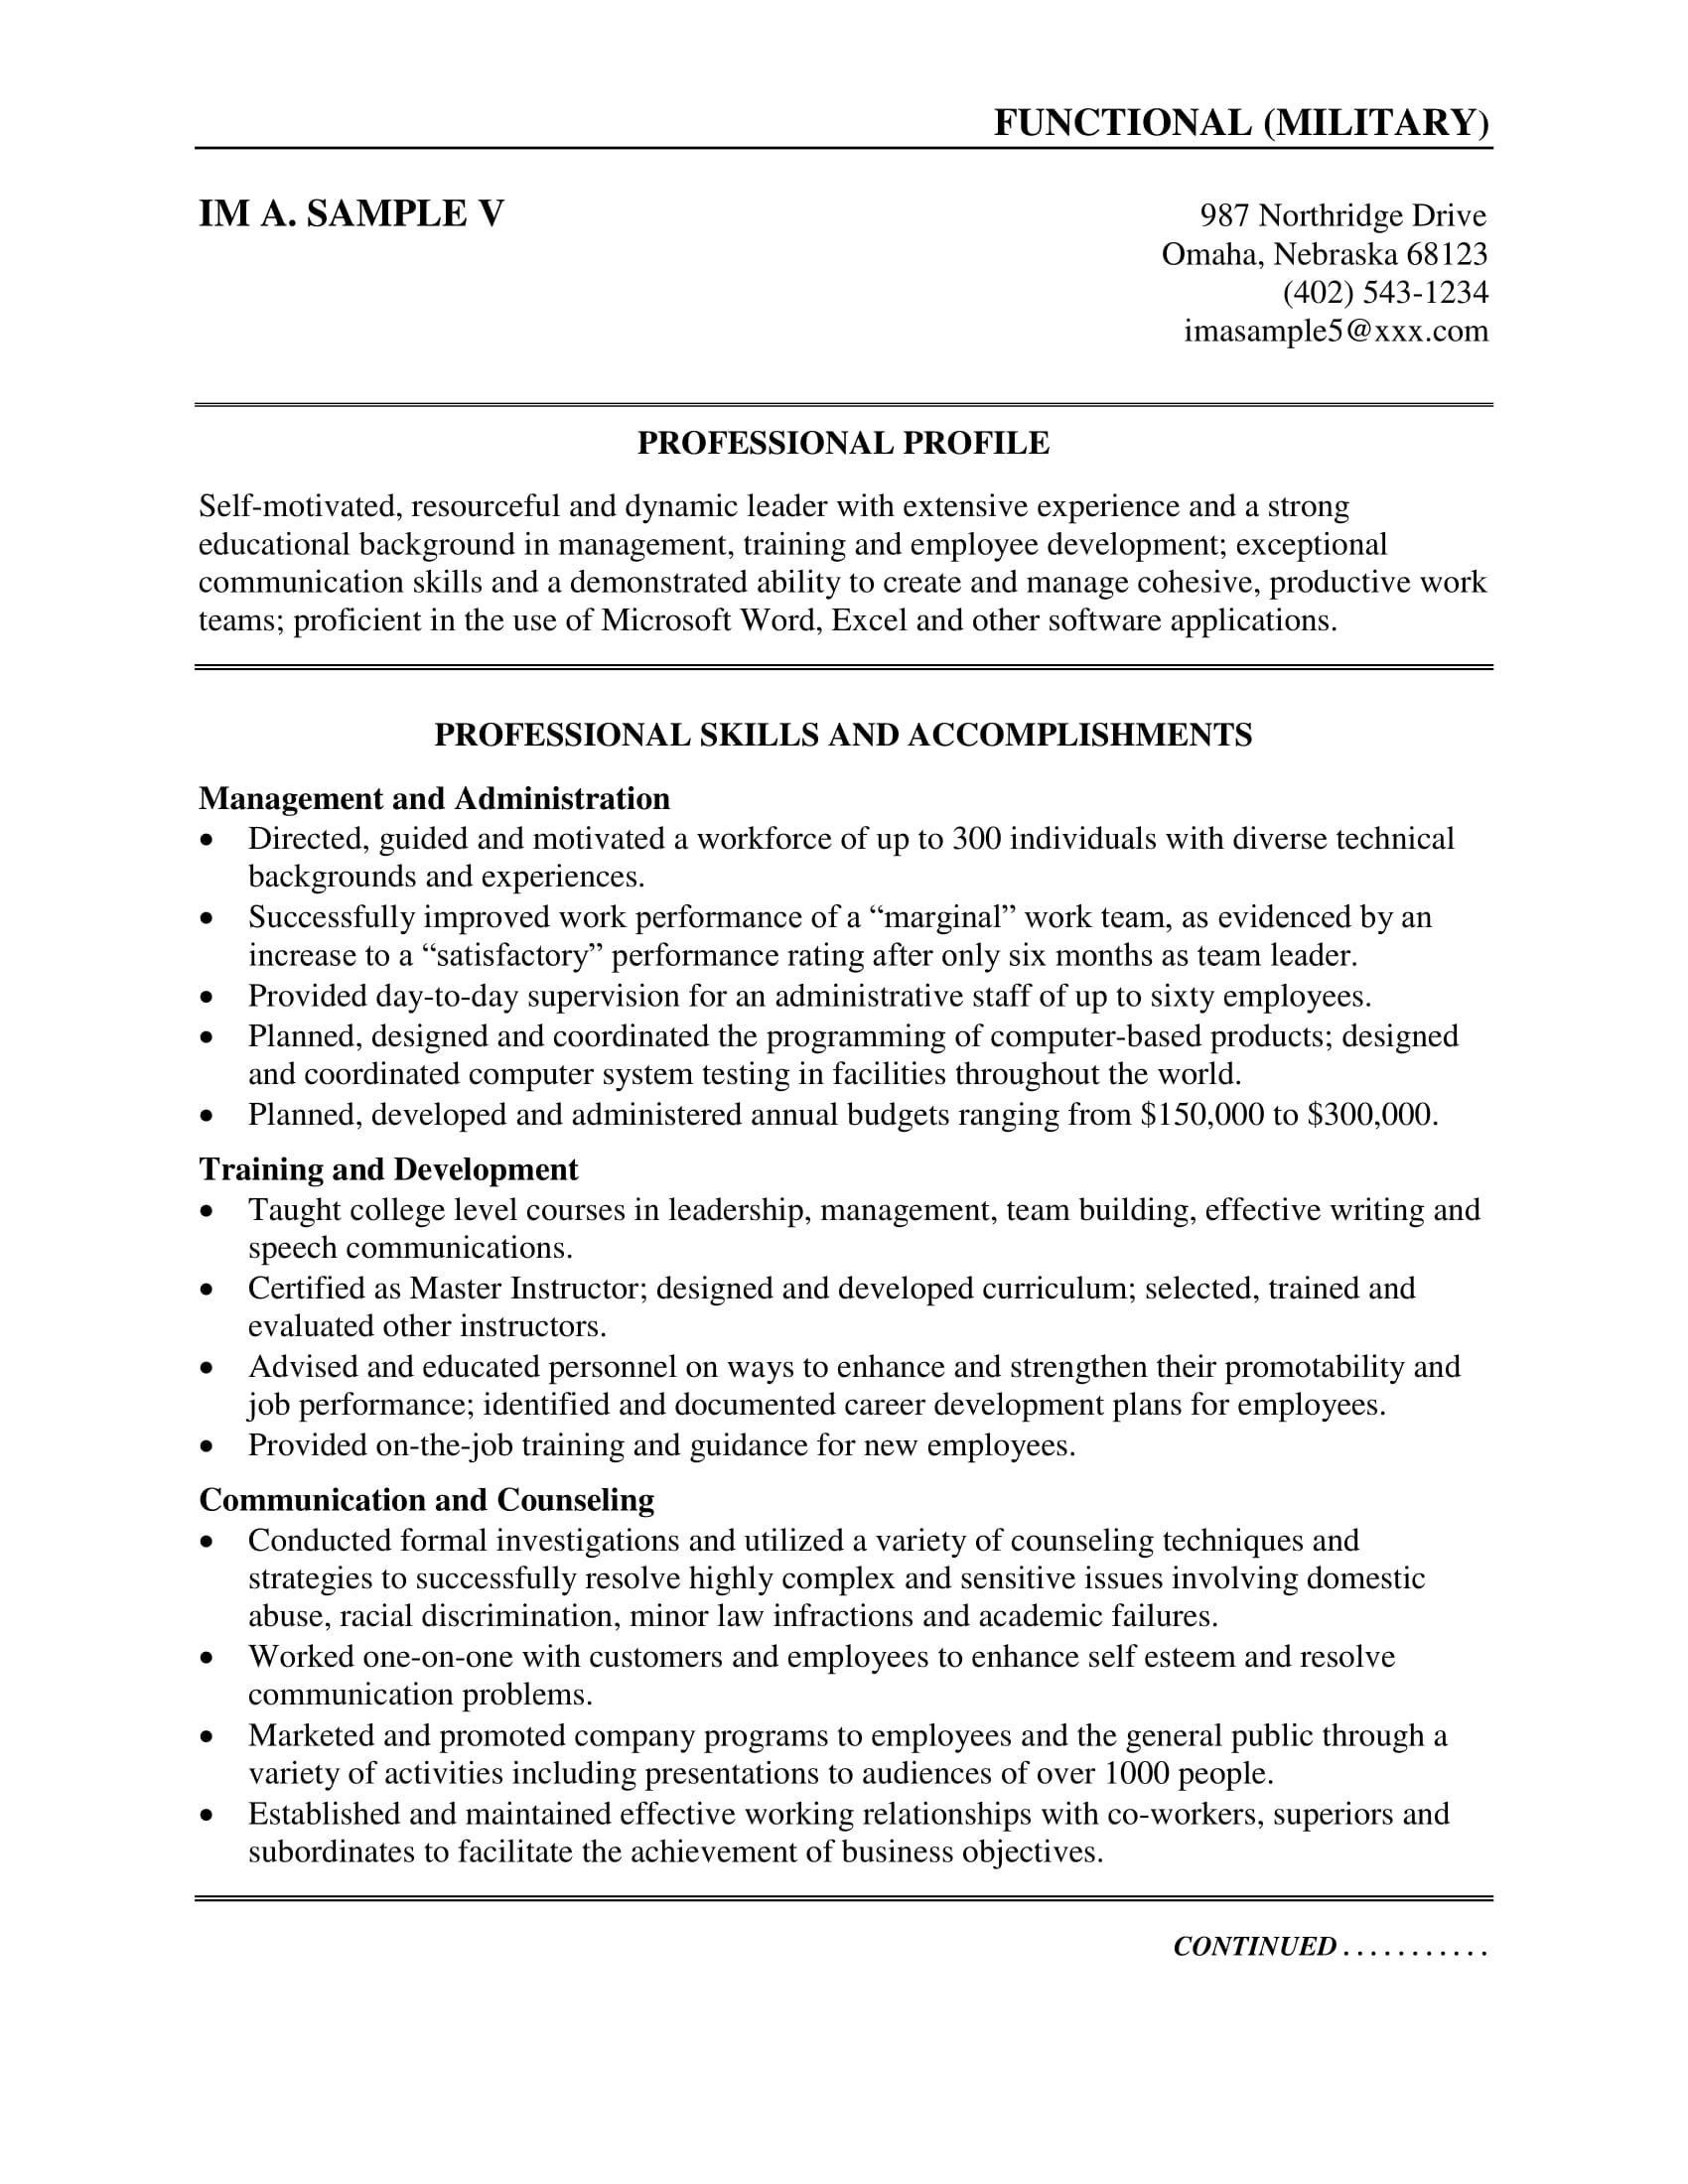 FUNCTIONAL (MILITARY)
IM A. SAMPLE V
987 Northridge Drive
Omaha, Nebraska 68123
(402) 543-1234
imasample5@xxx.com
PROFESSIONAL PROFILE
Self-motivated, resourceful and dynamic leader with extensive experience and a strong
educational background in management, training and employee development; exceptional
communication skills and a demonstrated ability to create and manage cohesive, productive work
teams; proficient in the use of Microsoft Word, Excel and other software applications.
PROFESSIONAL SKILLS AND ACCOMPLISHMENTS
Management and Administration
• Directed, guided and motivated a workforce of up to 300 individuals with diverse technical
backgrounds and experiences.
• Successfully improved work performance of a “marginal” work team, as evidenced by an
increase to a “satisfactory” performance rating after only six months as team leader.
• Provided day-to-day supervision for an administrative staff of up to sixty employees.
• Planned, designed and coordinated the programming of computer-based products; designed
and coordinated computer system testing in facilities throughout the world.
• Planned, developed and administered annual budgets ranging from $150,000 to $300,000.
Training and Development
• Taught college level courses in leadership, management, team building, effective writing and
speech communications.
• Certified as Master Instructor; designed and developed curriculum; selected, trained and
evaluated other instructors.
• Advised and educated personnel on ways to enhance and strengthen their promotability and
job performance; identified and documented career development plans for employees.
• Provided on-the-job training and guidance for new employees.
Communication and Counseling
• Conducted formal investigations and utilized a variety of counseling techniques and
strategies to successfully resolve highly complex and sensitive issues involving domestic
abuse, racial discrimination, minor law infractions and academic failures.
• Worked one-on-one with customers and employees to enhance self esteem and resolve
communication problems.
• Marketed and promoted company programs to employees and the general public through a
variety of activities including presentations to audiences of over 1000 people.
• Established and maintained effective working relationships with co-workers, superiors and
subordinates to facilitate the achievement of business objectives.
CONTINUED . . . . . . . . . . .